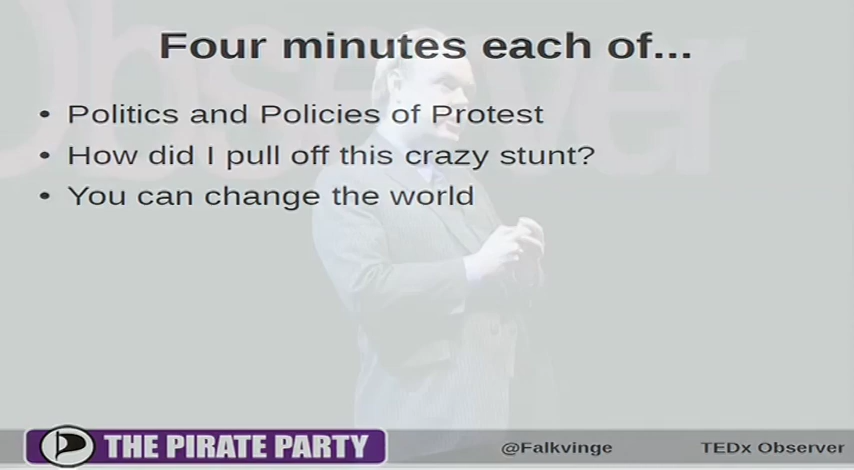 Observer
Four minutes each of...
• Politics and Policies of Protest
• How did I pull off this crazy stunt?
• You can change the world
THE PIRATE PARTY
@Falkvinge
TEDx Observer